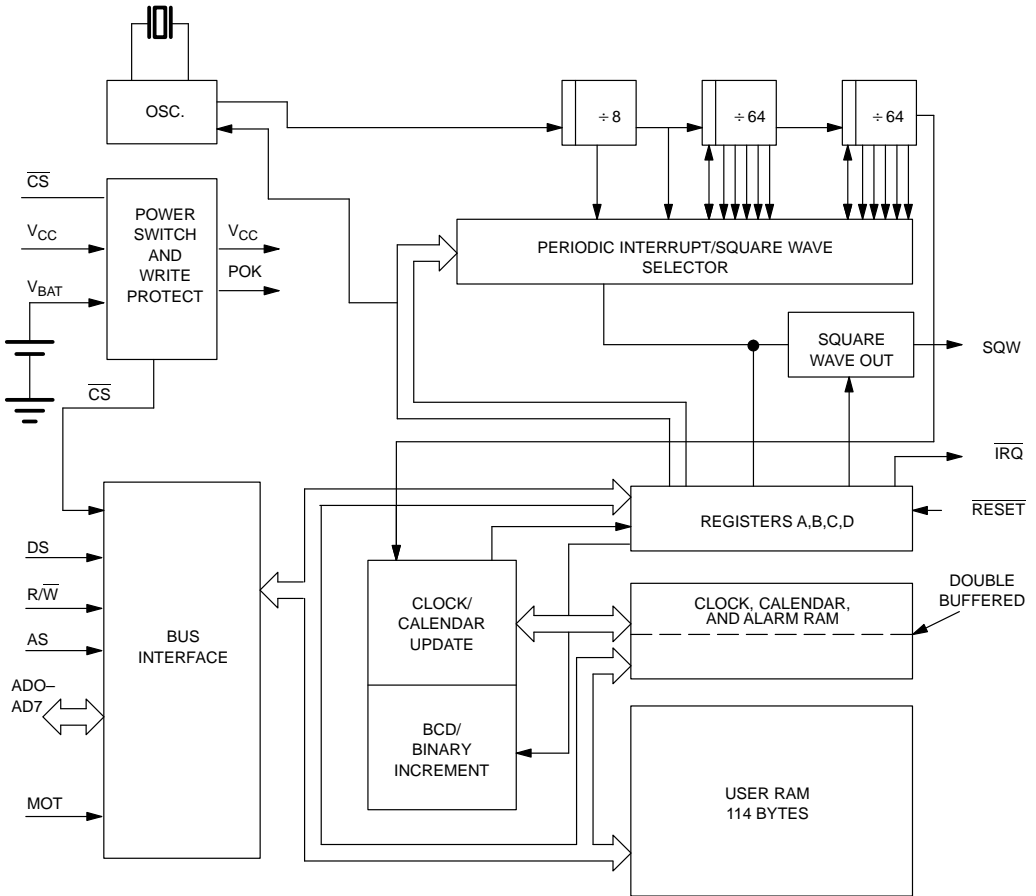 OSC.
÷ 8
÷ 64
÷ 64
CS
POWER
SWITCH
AND
WRITE
PROTECT
VCC
VCC
POK
VBAT
PERIODIC INTERRUPT/SQUARE WAVE
SELECTOR
SQUARE
WAVE OUT
SQW
CS
IRQ
REGISTERS A,B,C,D
RESET
DS
R/W
AS
ADO–
AD7
MOT
BUS
INTERFACE
CLOCK/
CALENDAR
UPDATE
BCD/
BINARY
INCREMENT
CLOCK, CALENDAR,
AND ALARM RAM
DOUBLE
BUFFERED
USER RAM
114 BYTES